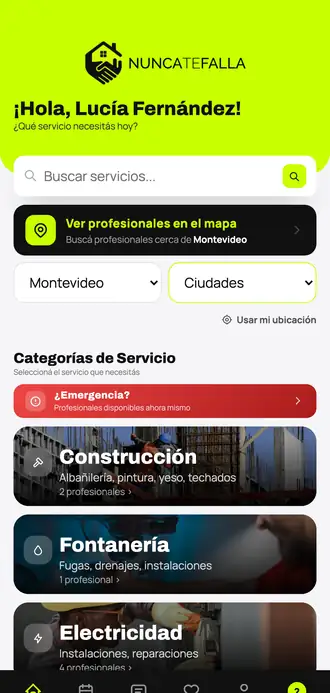 NUNCATEFALLA
¡Hola, Lucía Fernández!
¿Qué servicio necesitás hoy?
Buscar servicios...
Ver profesionales en el mapa
Buscá profesionales cerca de Montevideo
Montevideo
Ciudades
Usar mi ubicación
Categorías de Servicio
Seleccioná el servicio que necesitás
¿Emergencia?
Profesionales disponibles ahora mismo
Construcción
Albañilería, pintura, yeso, techados
2 profesionales ›
Fontanería
Fugas, drenajes, instalaciones
1 profesional ›
Electricidad
Instalaciones, reparaciones
4 profesionales ›
?